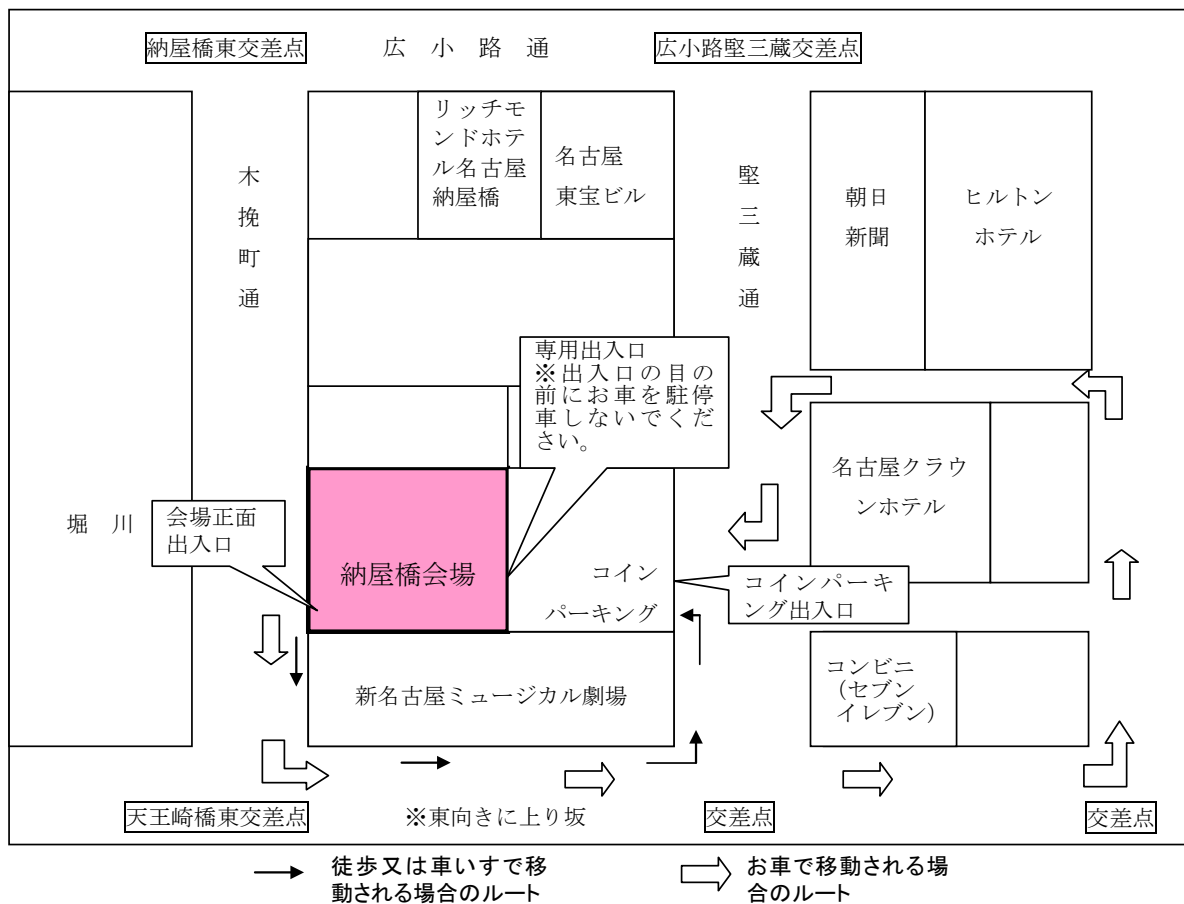 納屋橋東交差点
広小路通
広小路堅三蔵交差点
リッチモ
ンドホテ
ル名古屋
納屋橋
名古屋
東宝ビル
木挽町通
堅三蔵通
朝日
新聞
ヒルトン
ホテル
専用出入口
※出入口の目の
前にお車を駐停
車しないでくだ
さい。
堀川
会場正面
出入口
納屋橋会場
コイン
パーキング
コインパーキ
ング出入口
名古屋クラウ
ンホテル
新名古屋ミュージカル劇場
コンビニ
(セブン
イレブン)
天王崎橋東交差点
※東向きに上り坂
交差点
交差点
徒歩又は車いすで移
動される場合のルート
お車で移動される場
合のルート